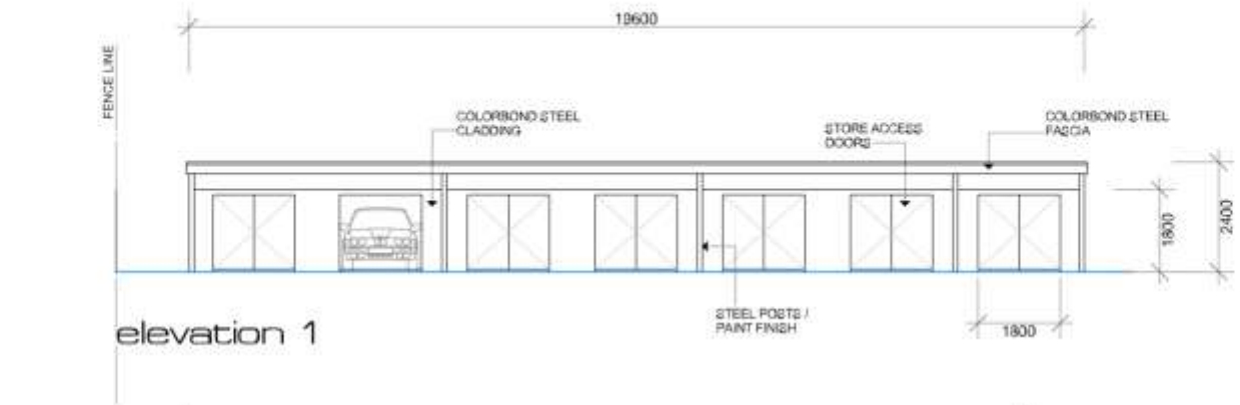 19600
FENCE LINE
COLORBOND STEEL
CLADDING
STORE ACCESS
DOORS
COLORBOND STEEL
FASCIA
1800
2400
STEEL POSTS /
PAINT FINISH
1800
elevation 1